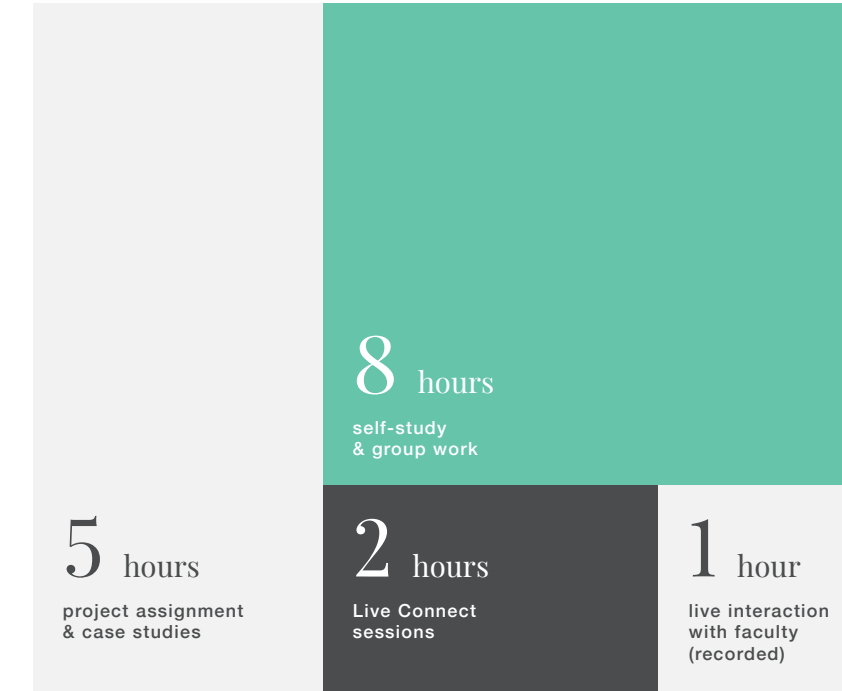 8 hours
self-study
& group work
5 hours
project assignment
& case studies
2 hours
Live Connect
sessions
1 hour
live interaction
with faculty
(recorded)